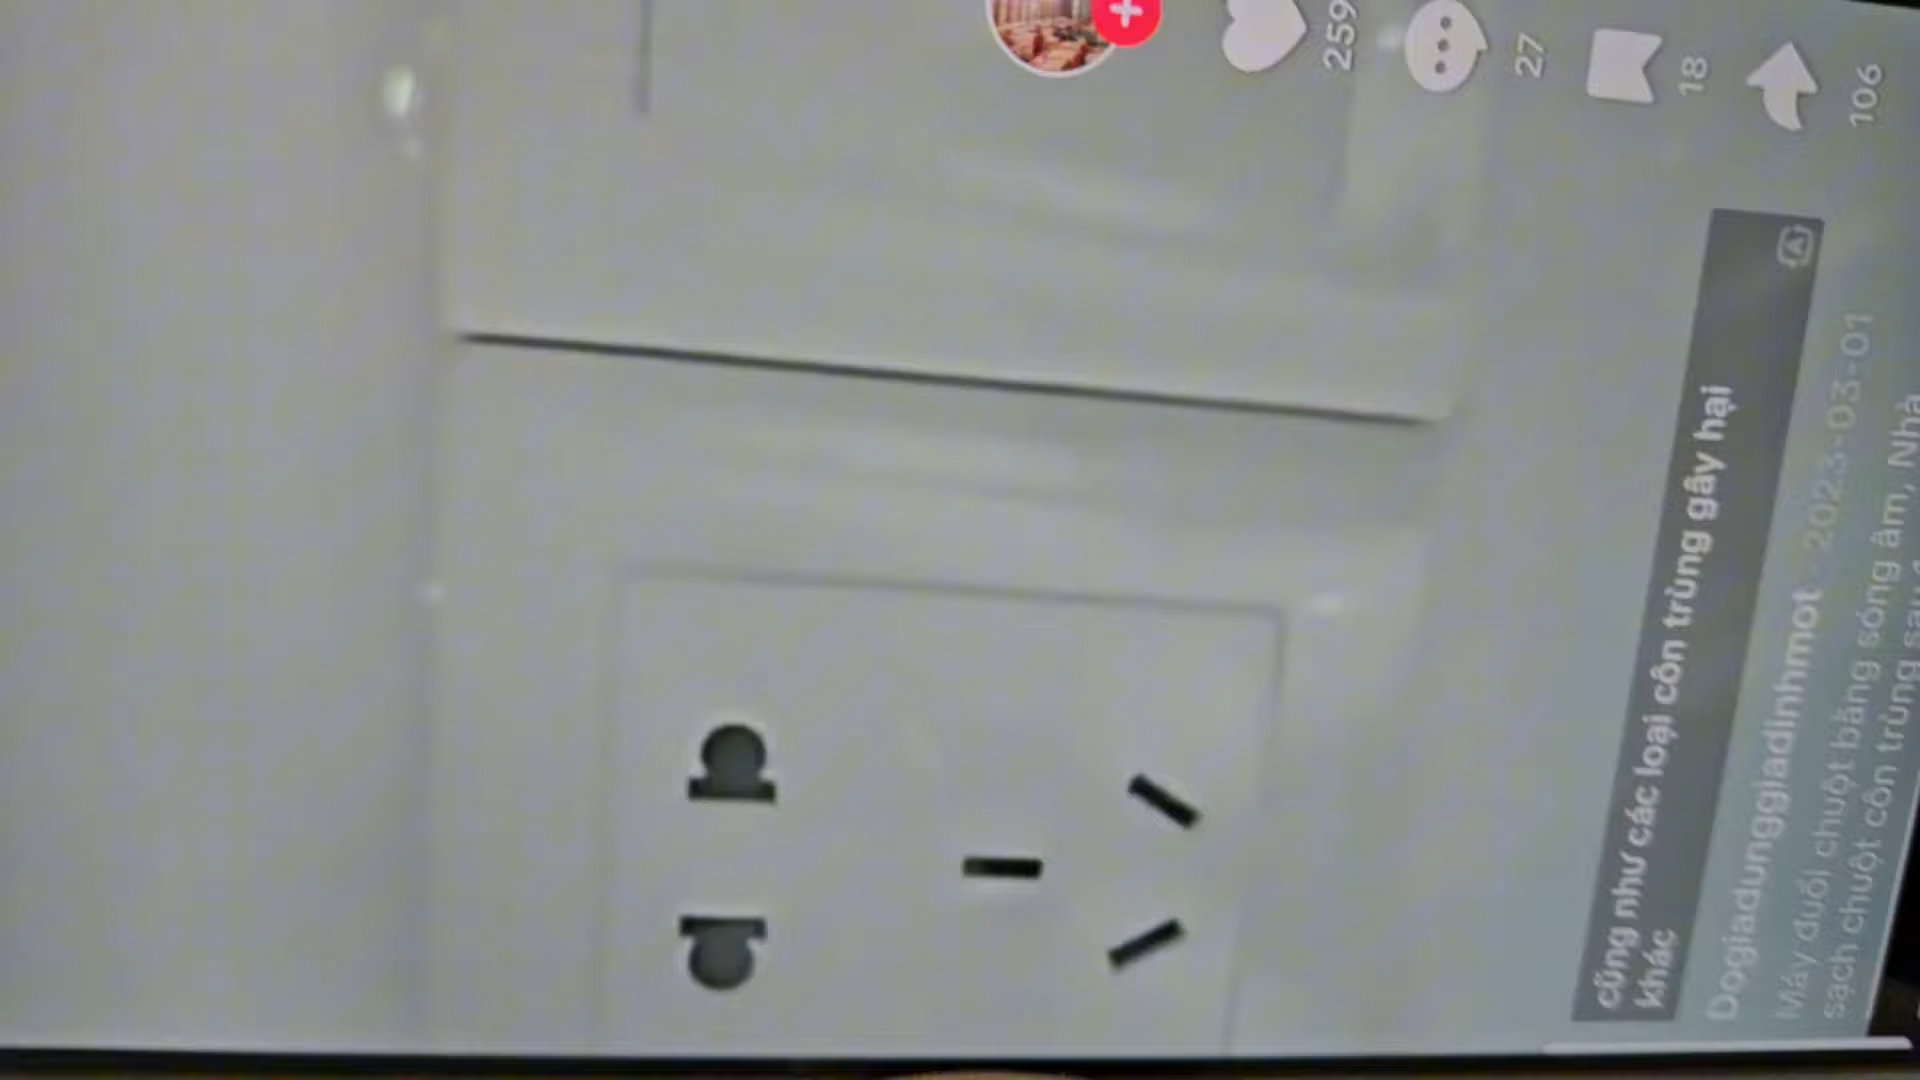 259
27
18
106
cũng như các loại côn trùng gây hại
khác
Dogiadunggiadinhmot · 2023-03-01
Máy đuổi chuột bằng sóng âm, Nhà
sạch chuột côn trùng sau